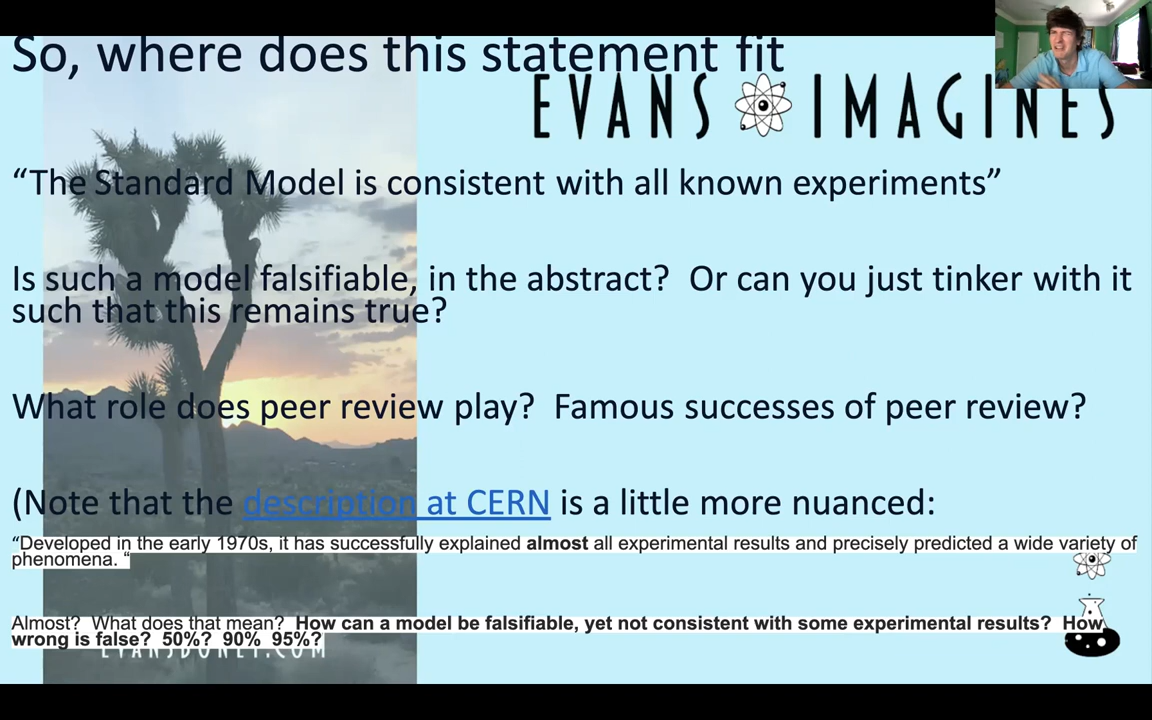 So, where does this statement fit
EVANS IMAGINES
“The Standard Model is consistent with all known experiments”
Is such a model falsifiable, in the abstract?  Or can you just tinker with it
such that this remains true?
What role does peer review play?  Famous successes of peer review?
(Note that the description at CERN is a little more nuanced:
“Developed in the early 1970s, it has successfully explained almost all experimental results and precisely predicted a wide variety of
phenomena. “
Almost?  What does that mean?  How can a model be falsifiable, yet not consistent with some experimental results?  How
wrong is false?  50%?  90%  95%?
EVANSDONLY.COM